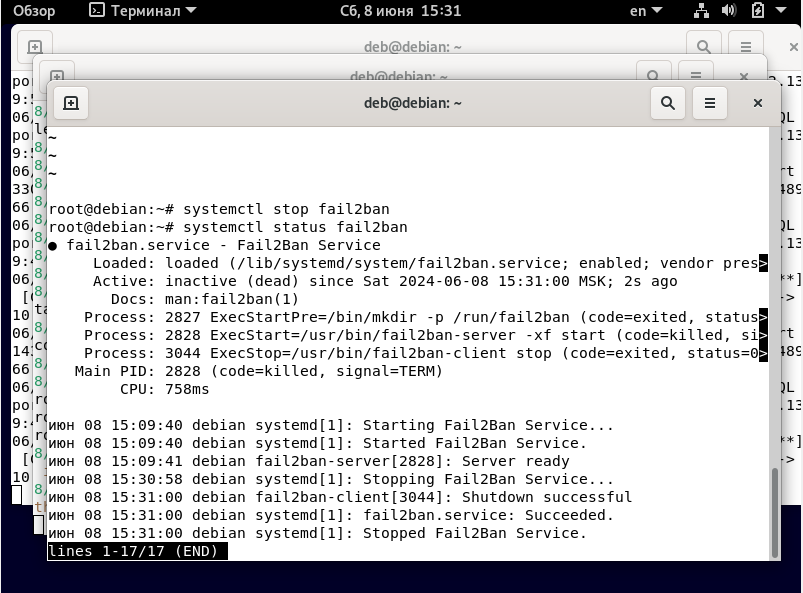 Обзор Терминал Сб, 8 июня 15:31 en
deb@debian: ~
deb@debian: ~
deb@debian: ~
~
~
~
root@debian:~# systemctl stop fail2ban
root@debian:~# systemctl status fail2ban
● fail2ban.service - Fail2Ban Service
Loaded: loaded (/lib/systemd/system/fail2ban.service; enabled; vendor pres>
Active: inactive (dead) since Sat 2024-06-08 15:31:00 MSK; 2s ago
Docs: man:fail2ban(1)
Process: 2827 ExecStartPre=/bin/mkdir -p /run/fail2ban (code=exited, status>
Process: 2828 ExecStart=/usr/bin/fail2ban-server -xf start (code=killed, si>
Process: 3044 ExecStop=/usr/bin/fail2ban-client stop (code=exited, status=0>
Main PID: 2828 (code=killed, signal=TERM)
CPU: 758ms
июн 08 15:09:40 debian systemd[1]: Starting Fail2Ban Service...
июн 08 15:09:40 debian systemd[1]: Started Fail2Ban Service.
июн 08 15:09:41 debian fail2ban-server[2828]: Server ready
июн 08 15:30:58 debian systemd[1]: Stopping Fail2Ban Service...
июн 08 15:31:00 debian fail2ban-client[3044]: Shutdown successful
июн 08 15:31:00 debian systemd[1]: fail2ban.service: Succeeded.
июн 08 15:31:00 debian systemd[1]: Stopped Fail2Ban Service.
lines 1-17/17 (END)